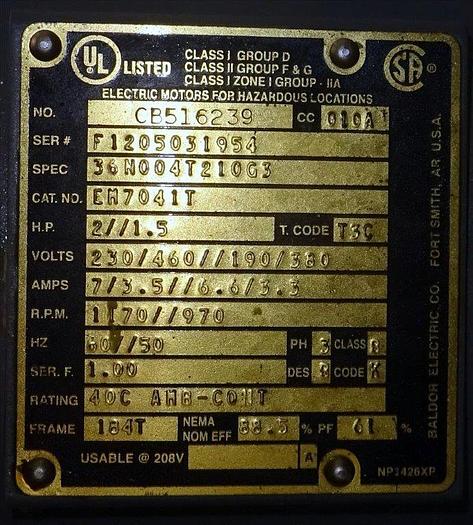 UL LISTED
CLASS I GROUP D
CLASS II GROUP F & G
CLASS I ZONE I GROUP - IIA
SA ®
ELECTRIC MOTORS FOR HAZARDOUS LOCATIONS
NO. CB516239 CC 010A
SER # F1205031954
SPEC 36N004T210G3
CAT. NO. EM7041T
H.P. 2//1.5 T. CODE T3C
VOLTS 230/460//190/380
AMPS 7/3.5//6.6/3.3
R.P.M. 1170//970
HZ 60//50 PH 3 CLASS B
SER. F. 1.00 DES B CODE K
RATING 40C AMB-CONT
FRAME 184T NEMA NOM EFF 88.5 % PF 61 %
USABLE @ 208V A
NP1426XP
BALDOR ELECTRIC CO. FORT SMITH, AR U.S.A.